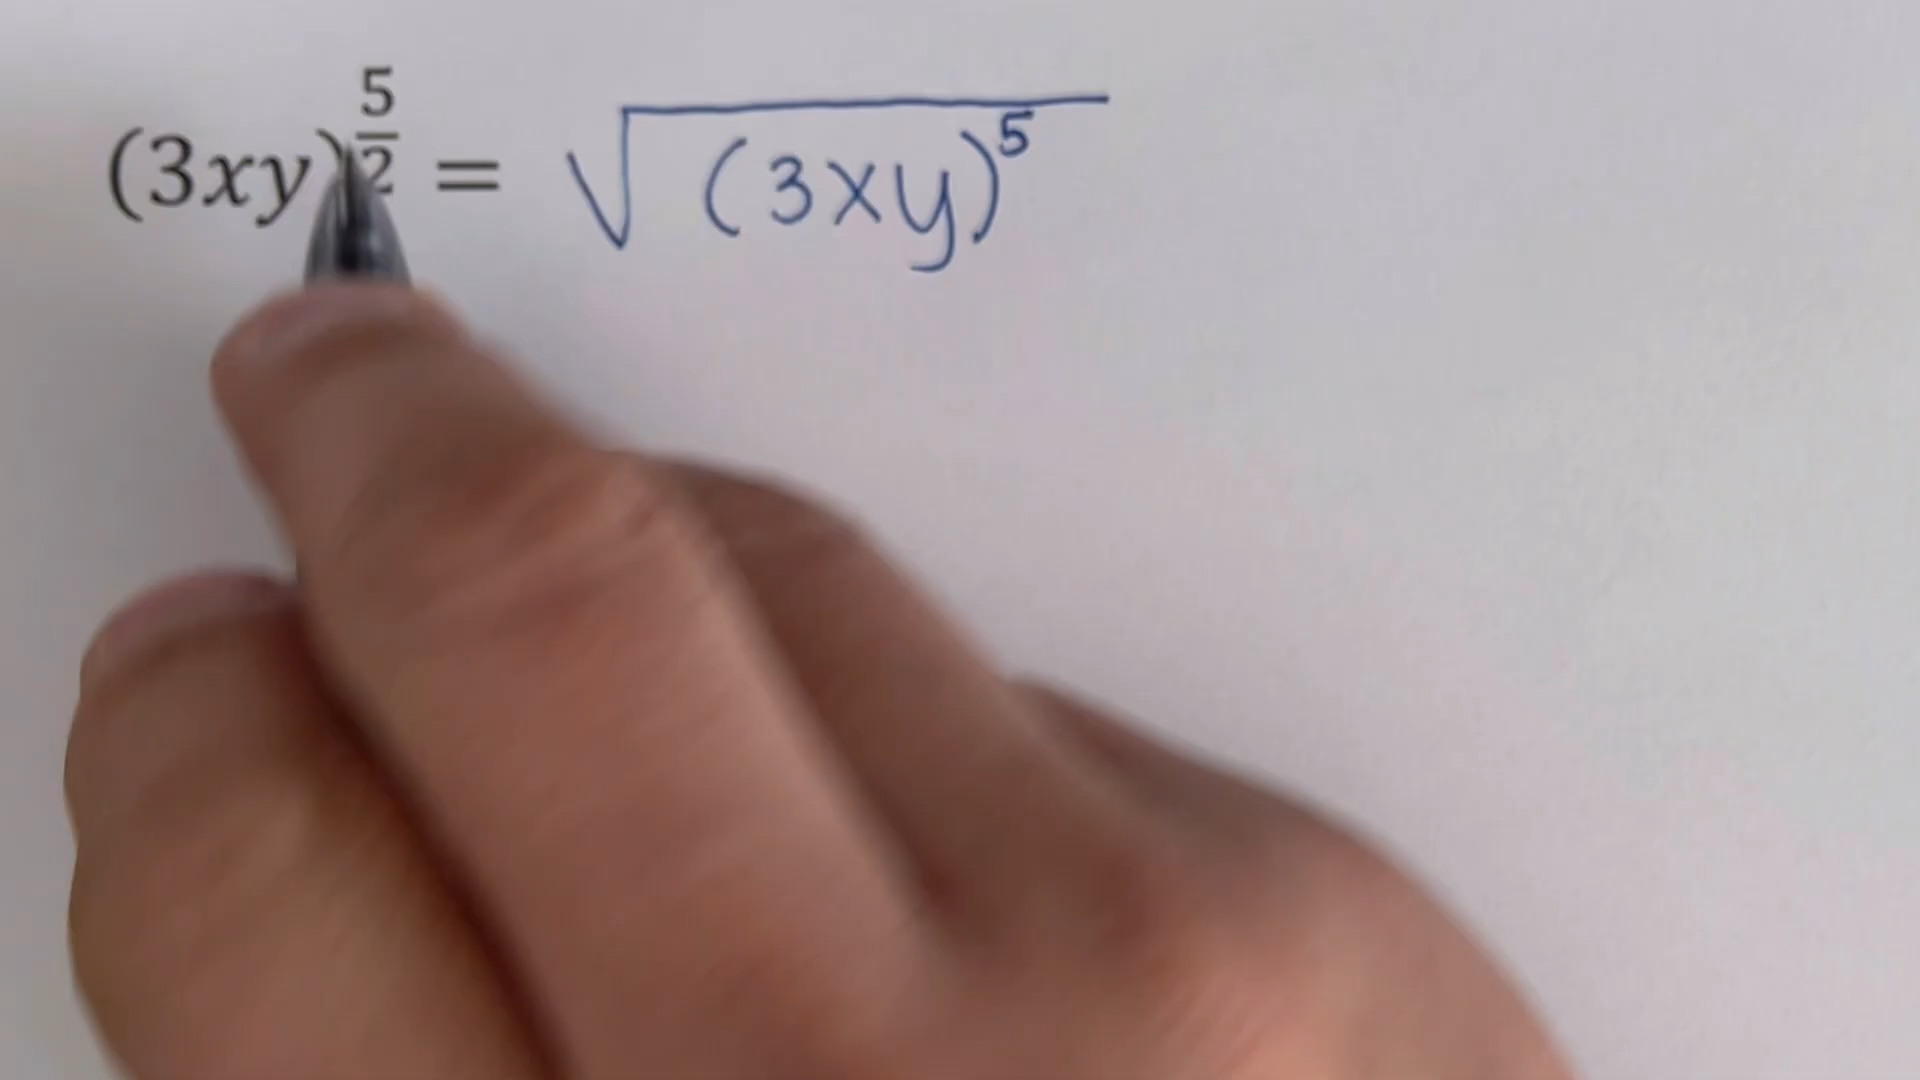 (3xy)^(5/2) = √(3xy)^5